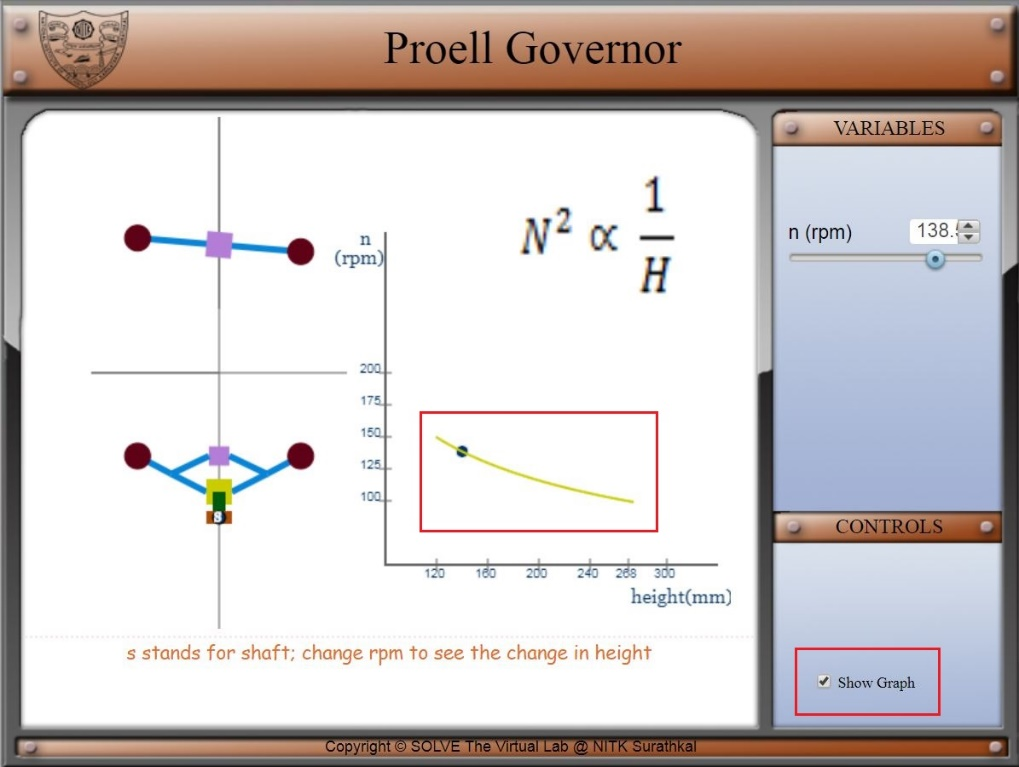 NITK
Proell Governor
VARIABLES
n (rpm)
138.
n
(rpm)
N² ∝ 1/H
200
175
150
125
100
120 160 200 240 268 300
height(mm)
s
s stands for shaft; change rpm to see the change in height
CONTROLS
Show Graph
Copyright © SOLVE The Virtual Lab @ NITK Surathkal